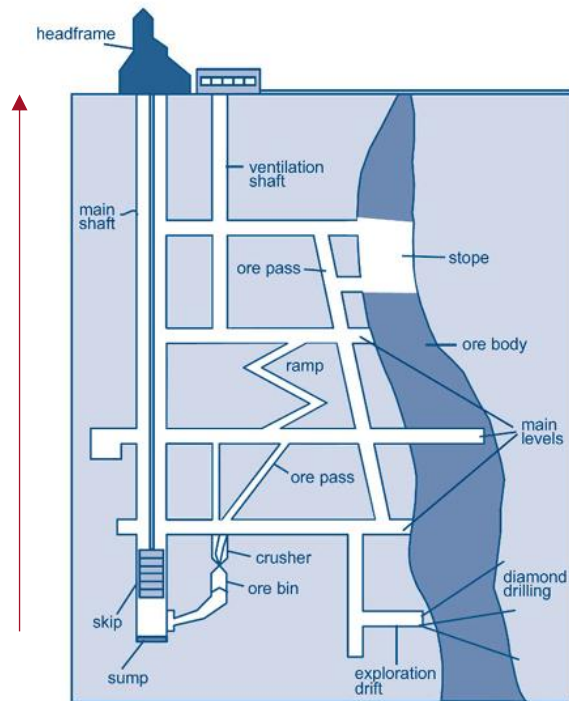 headframe
ventilation
shaft
main
shaft
ore pass
stope
ore body
ramp
main
levels
ore pass
crusher
ore bin
diamond
drilling
skip
sump
exploration
drift